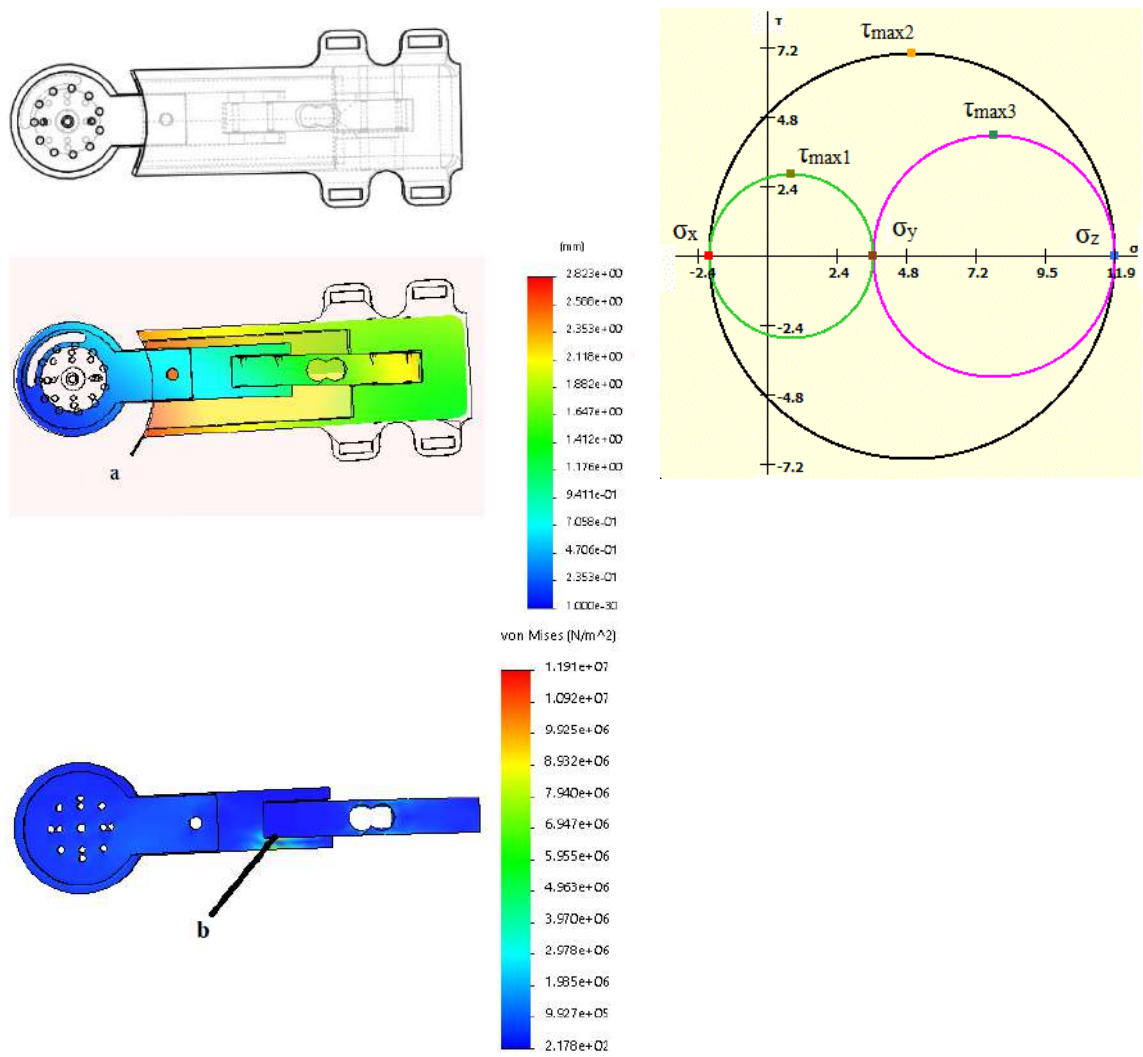 (mm)
2.823e+00
2.566e+00
2.353e+00
2.118e+00
1.882e+00
1.647e+00
1.412e+00
1.176e+00
9.411e-01
7.058e-01
4.706e-01
2.353e-01
1.000e-30
a
von Mises (N/m^2)
1.191e+07
1.092e+07
9.925e+06
8.932e+06
7.940e+06
6.947e+06
5.955e+06
4.963e+06
3.970e+06
2.978e+06
1.985e+06
9.927e+05
2.178e+02
b
τ
7.2
τmax2
4.8
τmax3
τmax1
2.4
σx
σy
σz
σ
-2.4
2.4
4.8
7.2
9.5
11.9
-2.4
-4.8
-7.2